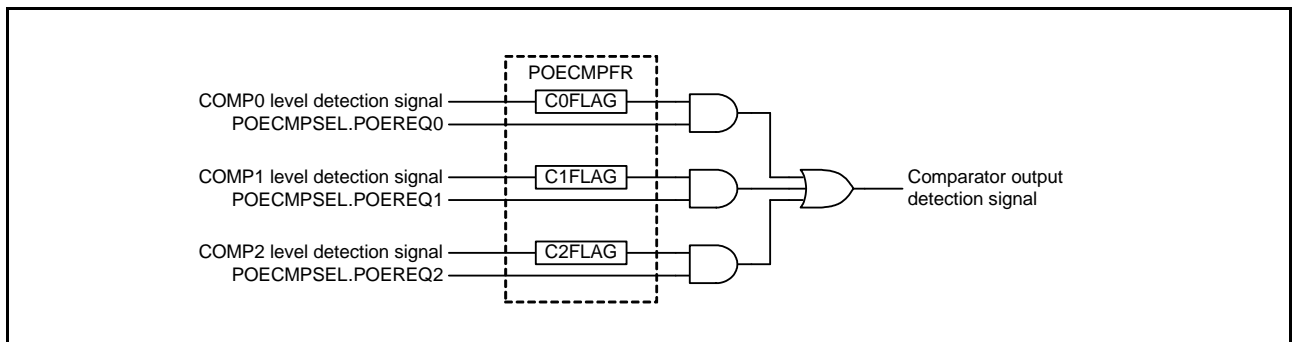 POECMPFR
COMP0 level detection signal
C0FLAG
POECMPSEL.POEREQ0
COMP1 level detection signal
C1FLAG
POECMPSEL.POEREQ1
Comparator output
detection signal
COMP2 level detection signal
C2FLAG
POECMPSEL.POEREQ2